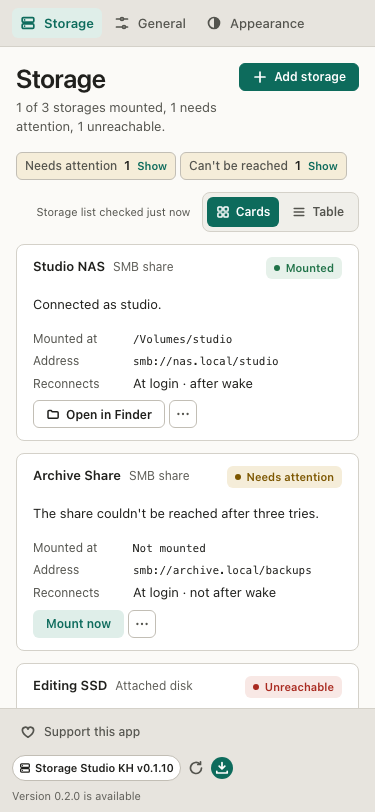 Storage
General
Appearance
Storage
Add storage
1 of 3 storages mounted, 1 needs
attention, 1 unreachable.
Needs attention 1 Show
Can't be reached 1 Show
Storage list checked just now
Cards
Table
Studio NAS SMB share
Mounted
Connected as studio.
Mounted at /Volumes/studio
Address smb://nas.local/studio
Reconnects At login · after wake
Open in Finder
Archive Share SMB share
Needs attention
The share couldn't be reached after three tries.
Mounted at Not mounted
Address smb://archive.local/backups
Reconnects At login · not after wake
Mount now
Editing SSD Attached disk
Unreachable
Support this app
Storage Studio KH v0.1.10
Version 0.2.0 is available